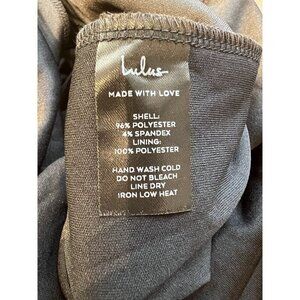 Lulus
MADE WITH LOVE
SHELL:
96% POLYESTER
4% SPANDEX
LINING:
100% POLYESTER
HAND WASH COLD
DO NOT BLEACH
LINE DRY
IRON LOW HEAT